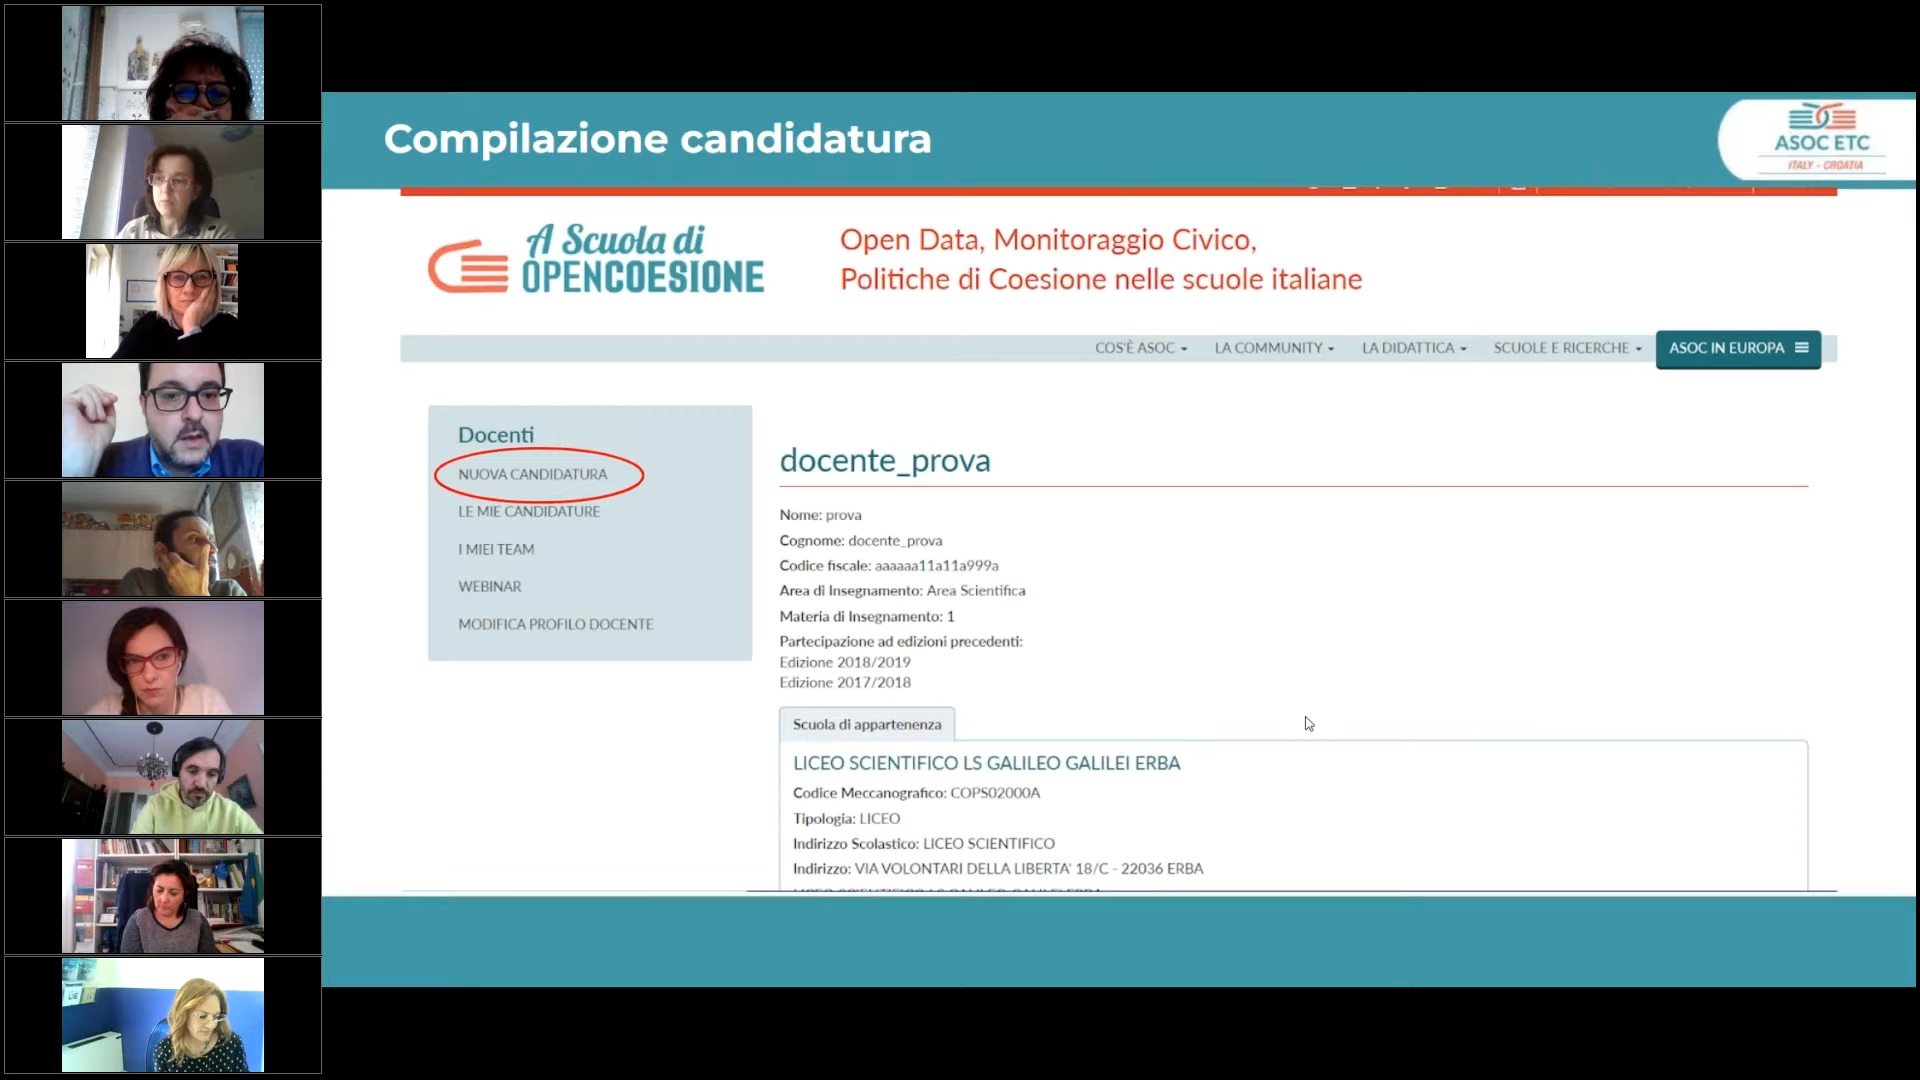 Compilazione candidatura
ASOC ETC
ITALY - CROATIA
A Scuola di
OPENCOESIONE
Open Data, Monitoraggio Civico,
Politiche di Coesione nelle scuole italiane
COS'È ASOC
LA COMMUNITY
LA DIDATTICA
SCUOLE E RICERCHE
ASOC IN EUROPA
Docenti
NUOVA CANDIDATURA
LE MIE CANDIDATURE
I MIEI TEAM
WEBINAR
MODIFICA PROFILO DOCENTE
docente_prova
Nome: prova
Cognome: docente_prova
Codice fiscale: aaaaaa11a11a999a
Area di Insegnamento: Area Scientifica
Materia di Insegnamento: 1
Partecipazione ad edizioni precedenti:
Edizione 2018/2019
Edizione 2017/2018
Scuola di appartenenza
LICEO SCIENTIFICO LS GALILEO GALILEI ERBA
Codice Meccanografico: COPS02000A
Tipologia: LICEO
Indirizzo Scolastico: LICEO SCIENTIFICO
Indirizzo: VIA VOLONTARI DELLA LIBERTA' 18/C - 22036 ERBA